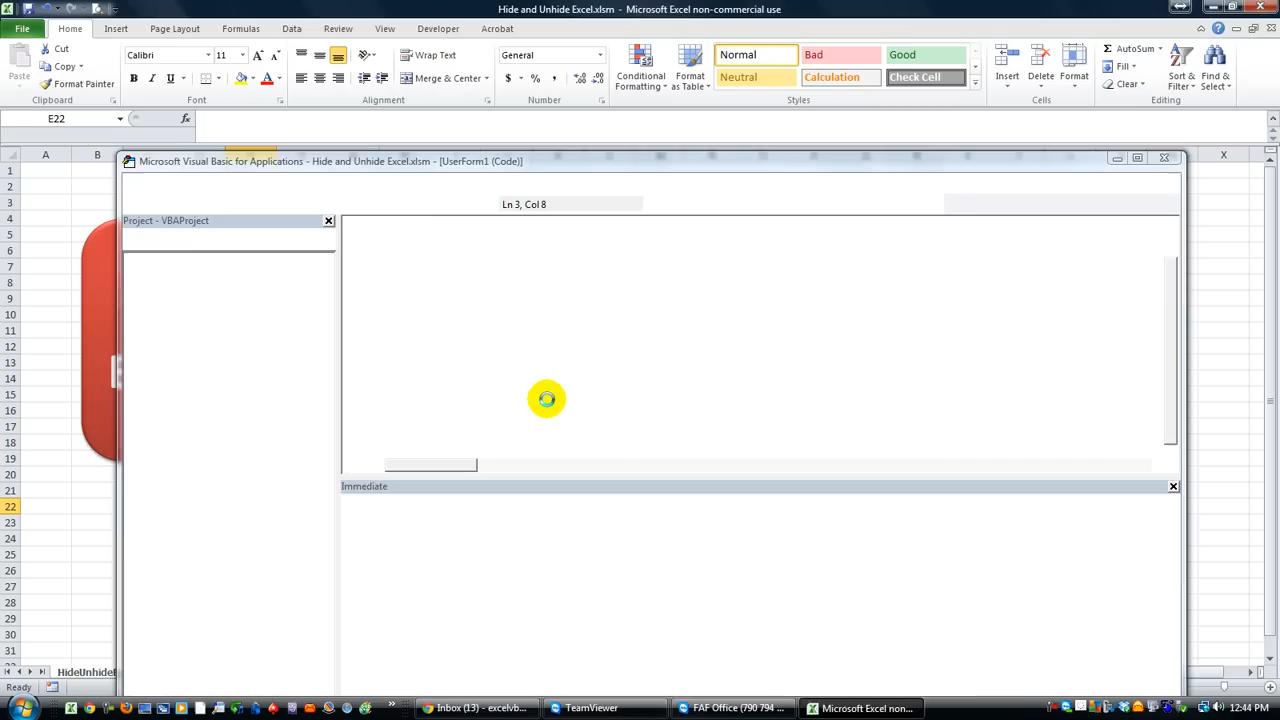 Hide and Unhide Excel.xlsm - Microsoft Excel non-commercial use
File Home Insert Page Layout Formulas Data Review View Developer Acrobat
Paste
Cut
Copy
Format Painter
Clipboard
Calibri 11
B I U
Font
Wrap Text
Merge & Center
Alignment
General
$ % ,
Number
Conditional Formatting
Format as Table
Normal Bad Good
Neutral Calculation Check Cell
Styles
Insert Delete Format
Cells
AutoSum
Fill
Clear
Sort & Filter
Find & Select
Editing
E22 fx
A B X
1
2
3
4
5
6
7
8
9
10
11
12
13
14
15
16
17
18
19
20
21
22
23
24
25
26
27
28
29
30
31
Microsoft Visual Basic for Applications - Hide and Unhide Excel.xlsm - [UserForm1 (Code)]
Ln 3, Col 8
Project - VBAProject
Immediate
Ready
Inbox (13) - excelvb... TeamViewer FAF Office (790 794 ... Microsoft Excel non... 12:44 PM